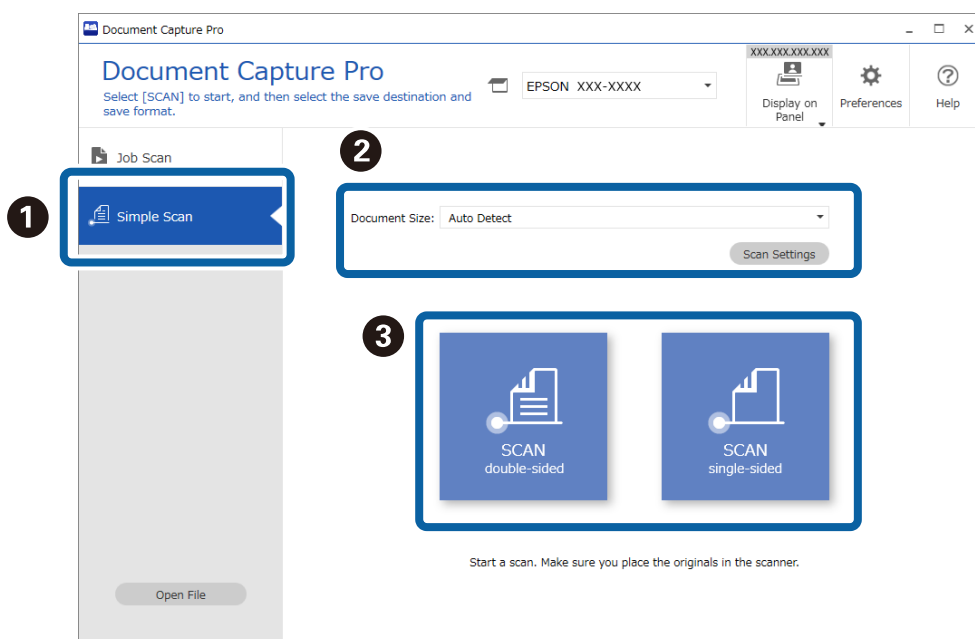 Document Capture Pro
Document Capture Pro
Select [SCAN] to start, and then select the save destination and
save format.
EPSON XXX-XXXX
XXX.XXX.XXX.XXX
Display on
Panel
Preferences
Help
Job Scan
1
Simple Scan
2
Document Size: Auto Detect
Scan Settings
3
SCAN
double-sided
SCAN
single-sided
Start a scan. Make sure you place the originals in the scanner.
Open File